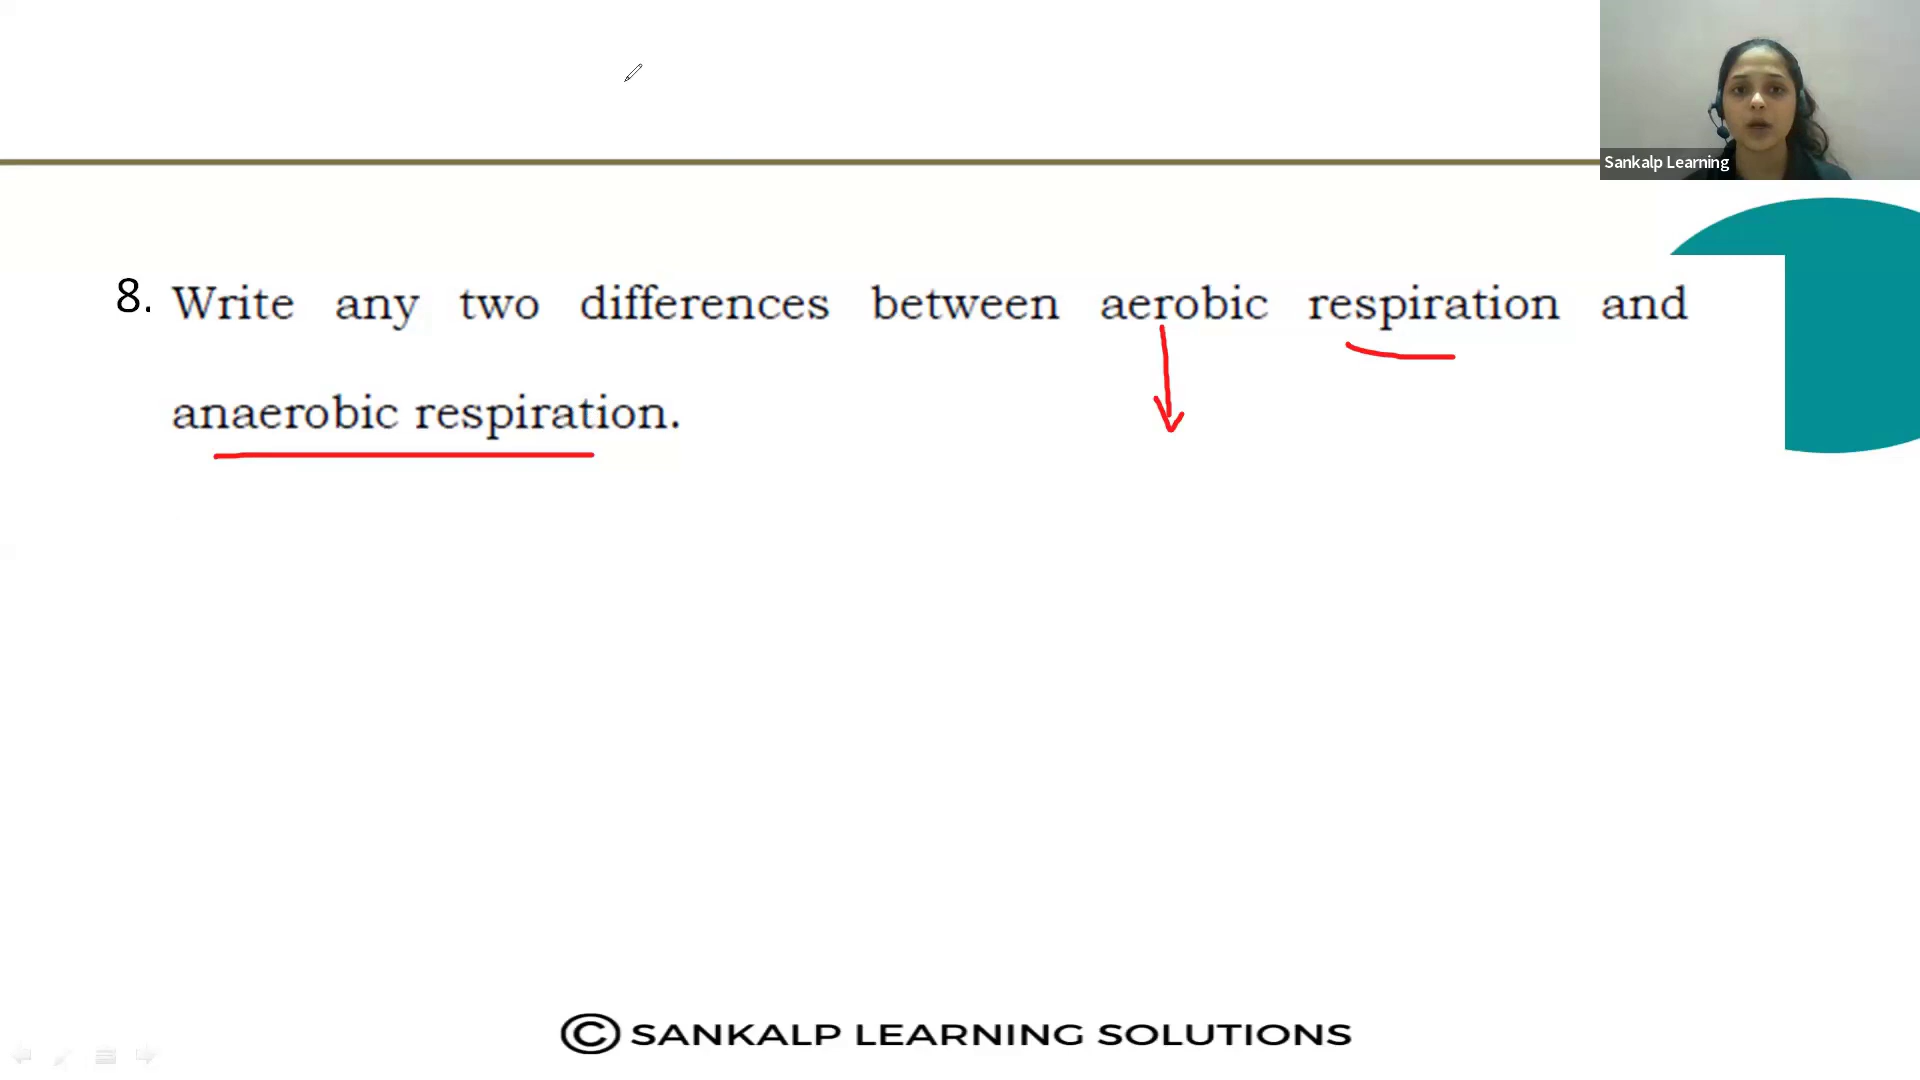 Sankalp Learning
8. Write any two differences between aerobic respiration and
anaerobic respiration.
© SANKALP LEARNING SOLUTIONS